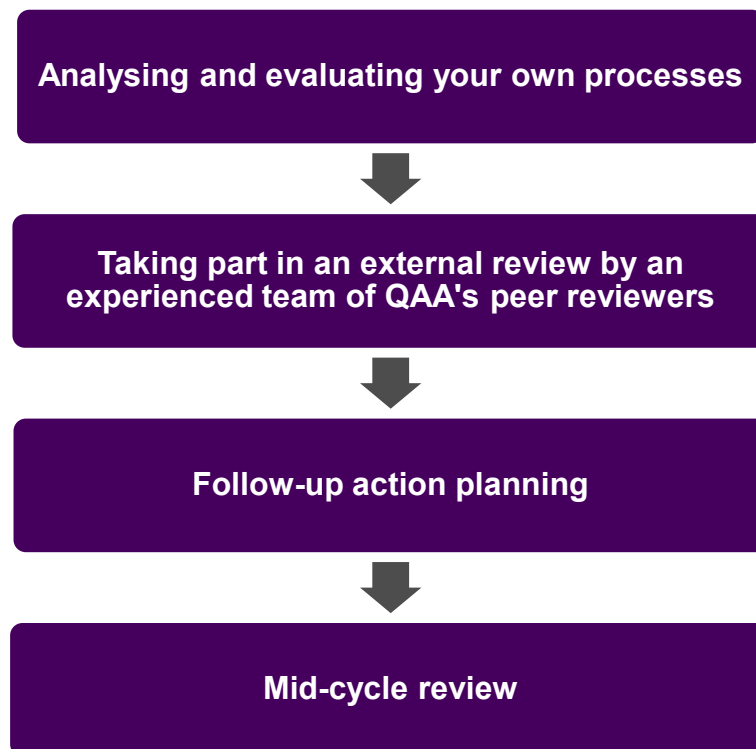 Analysing and evaluating your own processes
Taking part in an external review by an
experienced team of QAA's peer reviewers
Follow-up action planning
Mid-cycle review